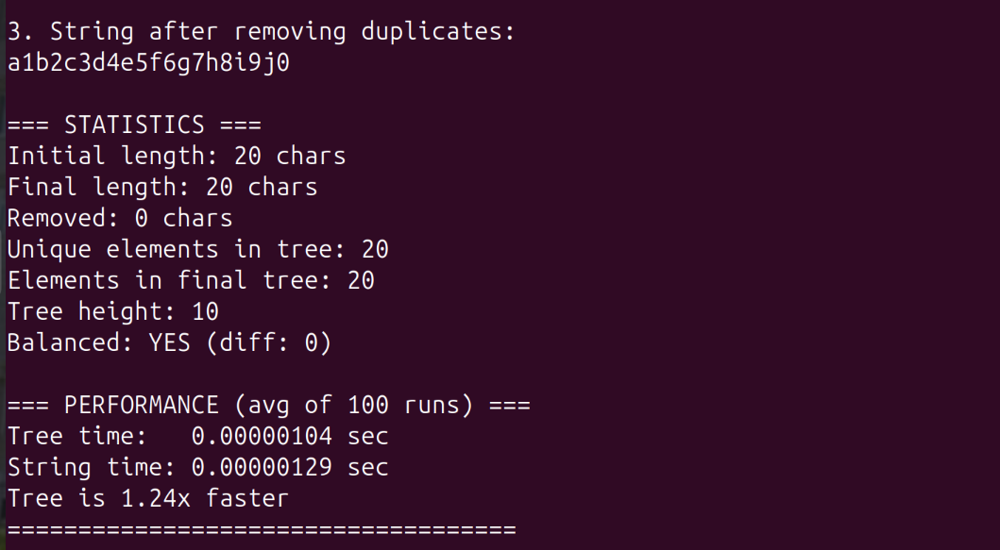 3. String after removing duplicates:
a1b2c3d4e5f6g7h8i9j0
=== STATISTICS ===
Initial length: 20 chars
Final length: 20 chars
Removed: 0 chars
Unique elements in tree: 20
Elements in final tree: 20
Tree height: 10
Balanced: YES (diff: 0)
=== PERFORMANCE (avg of 100 runs) ===
Tree time:   0.00000104 sec
String time: 0.00000129 sec
Tree is 1.24x faster
====================================